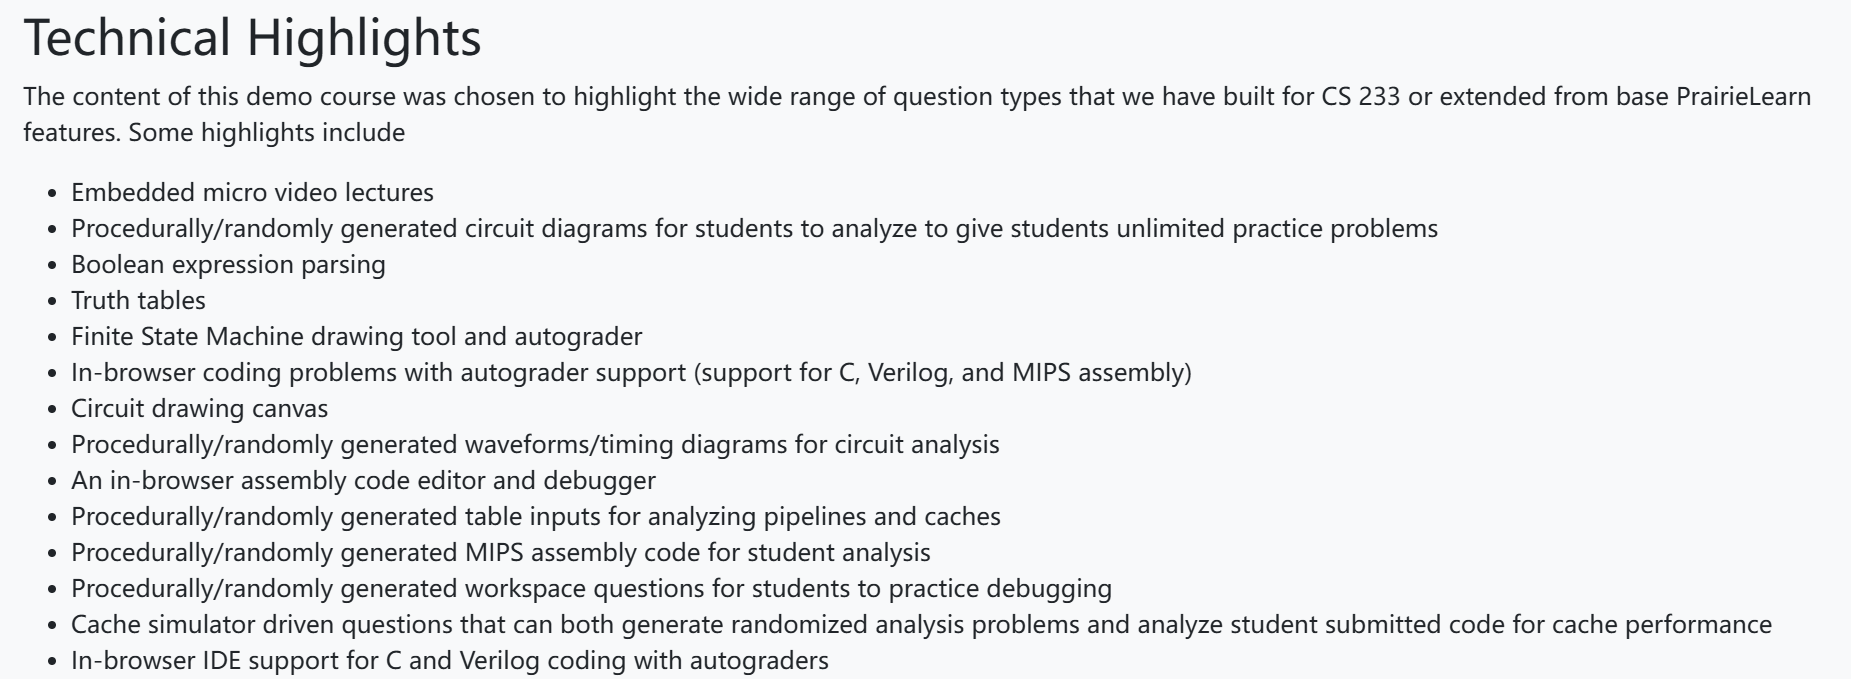 Technical Highlights
The content of this demo course was chosen to highlight the wide range of question types that we have built for CS 233 or extended from base PrairieLearn
features. Some highlights include
• Embedded micro video lectures
• Procedurally/randomly generated circuit diagrams for students to analyze to give students unlimited practice problems
• Boolean expression parsing
• Truth tables
• Finite State Machine drawing tool and autograder
• In-browser coding problems with autograder support (support for C, Verilog, and MIPS assembly)
• Circuit drawing canvas
• Procedurally/randomly generated waveforms/timing diagrams for circuit analysis
• An in-browser assembly code editor and debugger
• Procedurally/randomly generated table inputs for analyzing pipelines and caches
• Procedurally/randomly generated MIPS assembly code for student analysis
• Procedurally/randomly generated workspace questions for students to practice debugging
• Cache simulator driven questions that can both generate randomized analysis problems and analyze student submitted code for cache performance
• In-browser IDE support for C and Verilog coding with autograders